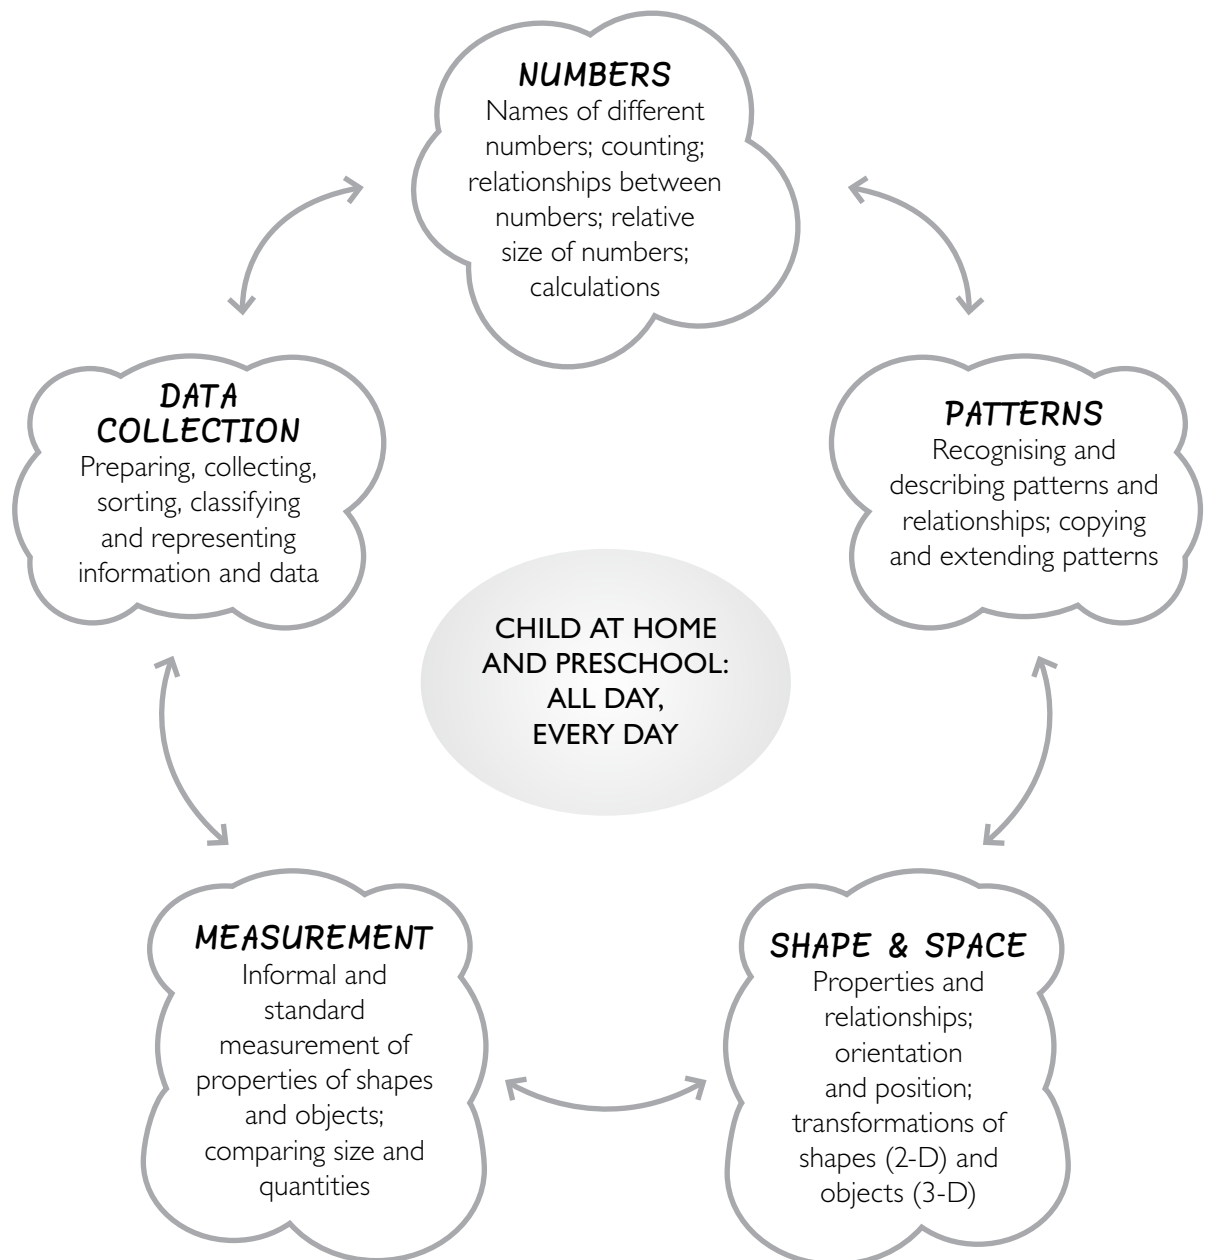 NUMBERS
Names of different
numbers; counting;
relationships between
numbers; relative
size of numbers;
calculations
DATA
COLLECTION
Preparing, collecting,
sorting, classifying
and representing
information and data
PATTERNS
Recognising and
describing patterns and
relationships; copying
and extending patterns
CHILD AT HOME
AND PRESCHOOL:
ALL DAY,
EVERY DAY
MEASUREMENT
Informal and
standard
measurement of
properties of shapes
and objects;
comparing size and
quantities
SHAPE & SPACE
Properties and
relationships;
orientation
and position;
transformations of
shapes (2-D) and
objects (3-D)